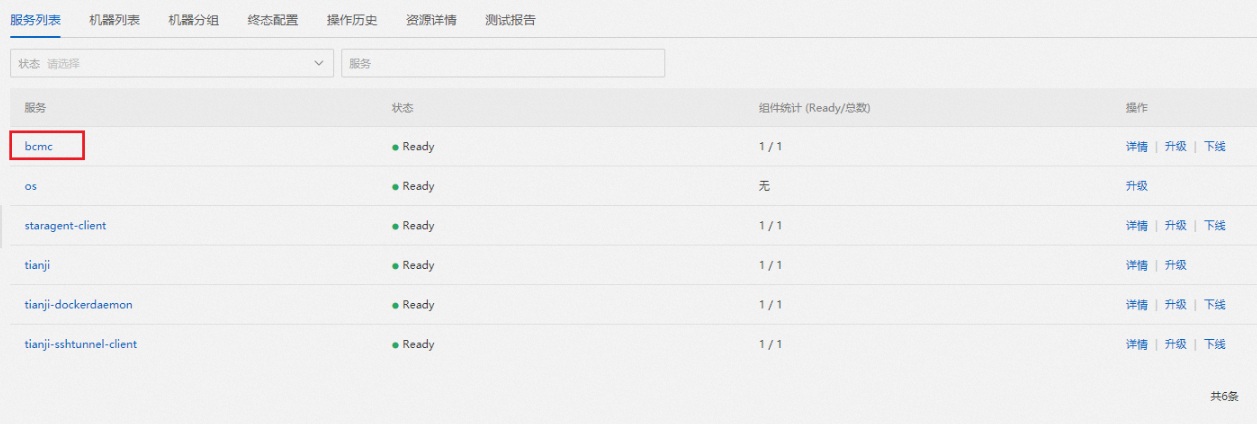 服务列表 机器列表 机器分组 终态配置 操作历史 资源详情 测试报告
状态 请选择 服务
服务 状态 组件统计 (Ready/总数) 操作
bcmc Ready 1 / 1 详情 | 升级 | 下线
os Ready 无 升级
staragent-client Ready 1 / 1 详情 | 升级 | 下线
tianji Ready 1 / 1 详情 | 升级
tianji-dockerdaemon Ready 1 / 1 详情 | 升级 | 下线
tianji-sshtunnel-client Ready 1 / 1 详情 | 升级 | 下线
共6条